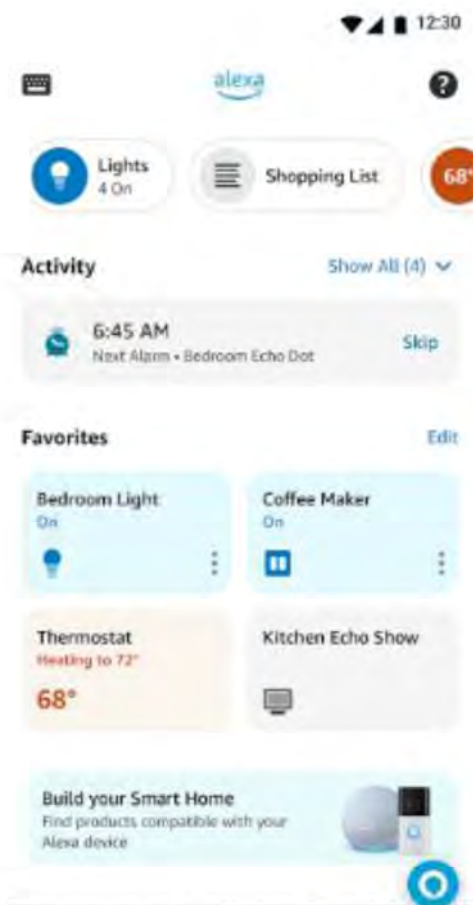 12:30
alexa
Lights
4 On
Shopping List
68°
Activity
Show All (4)
6:45 AM
Next Alarm • Bedroom Echo Dot
Skip
Favorites
Edit
Bedroom Light
On
Coffee Maker
On
Thermostat
Heating to 72°
68°
Kitchen Echo Show
Build your Smart Home
Find products compatible with your
Alexa device